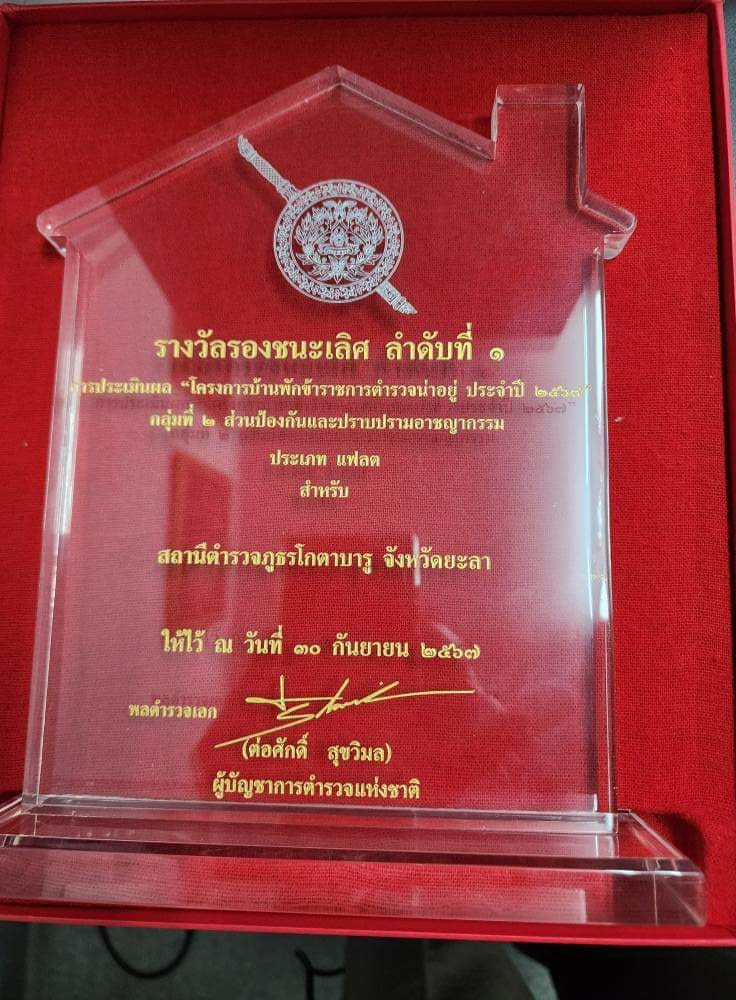 รางวัลรองชนะเลิศ ลำดับที่ ๑
การประเมินผล “โครงการบ้านพักข้าราชการตำรวจน่าอยู่ ประจำปี ๒๕๖๗”
กลุ่มที่ ๒ ส่วนป้องกันและปราบปรามอาชญากรรม
ประเภท แฟลต
สำหรับ
สถานีตำรวจภูธรโกตาบารู จังหวัดยะลา
ให้ไว้ ณ วันที่ ๓๐ กันยายน ๒๕๖๗
พลตำรวจเอก
(ต่อศักดิ์ สุขวิมล)
ผู้บัญชาการตำรวจแห่งชาติ